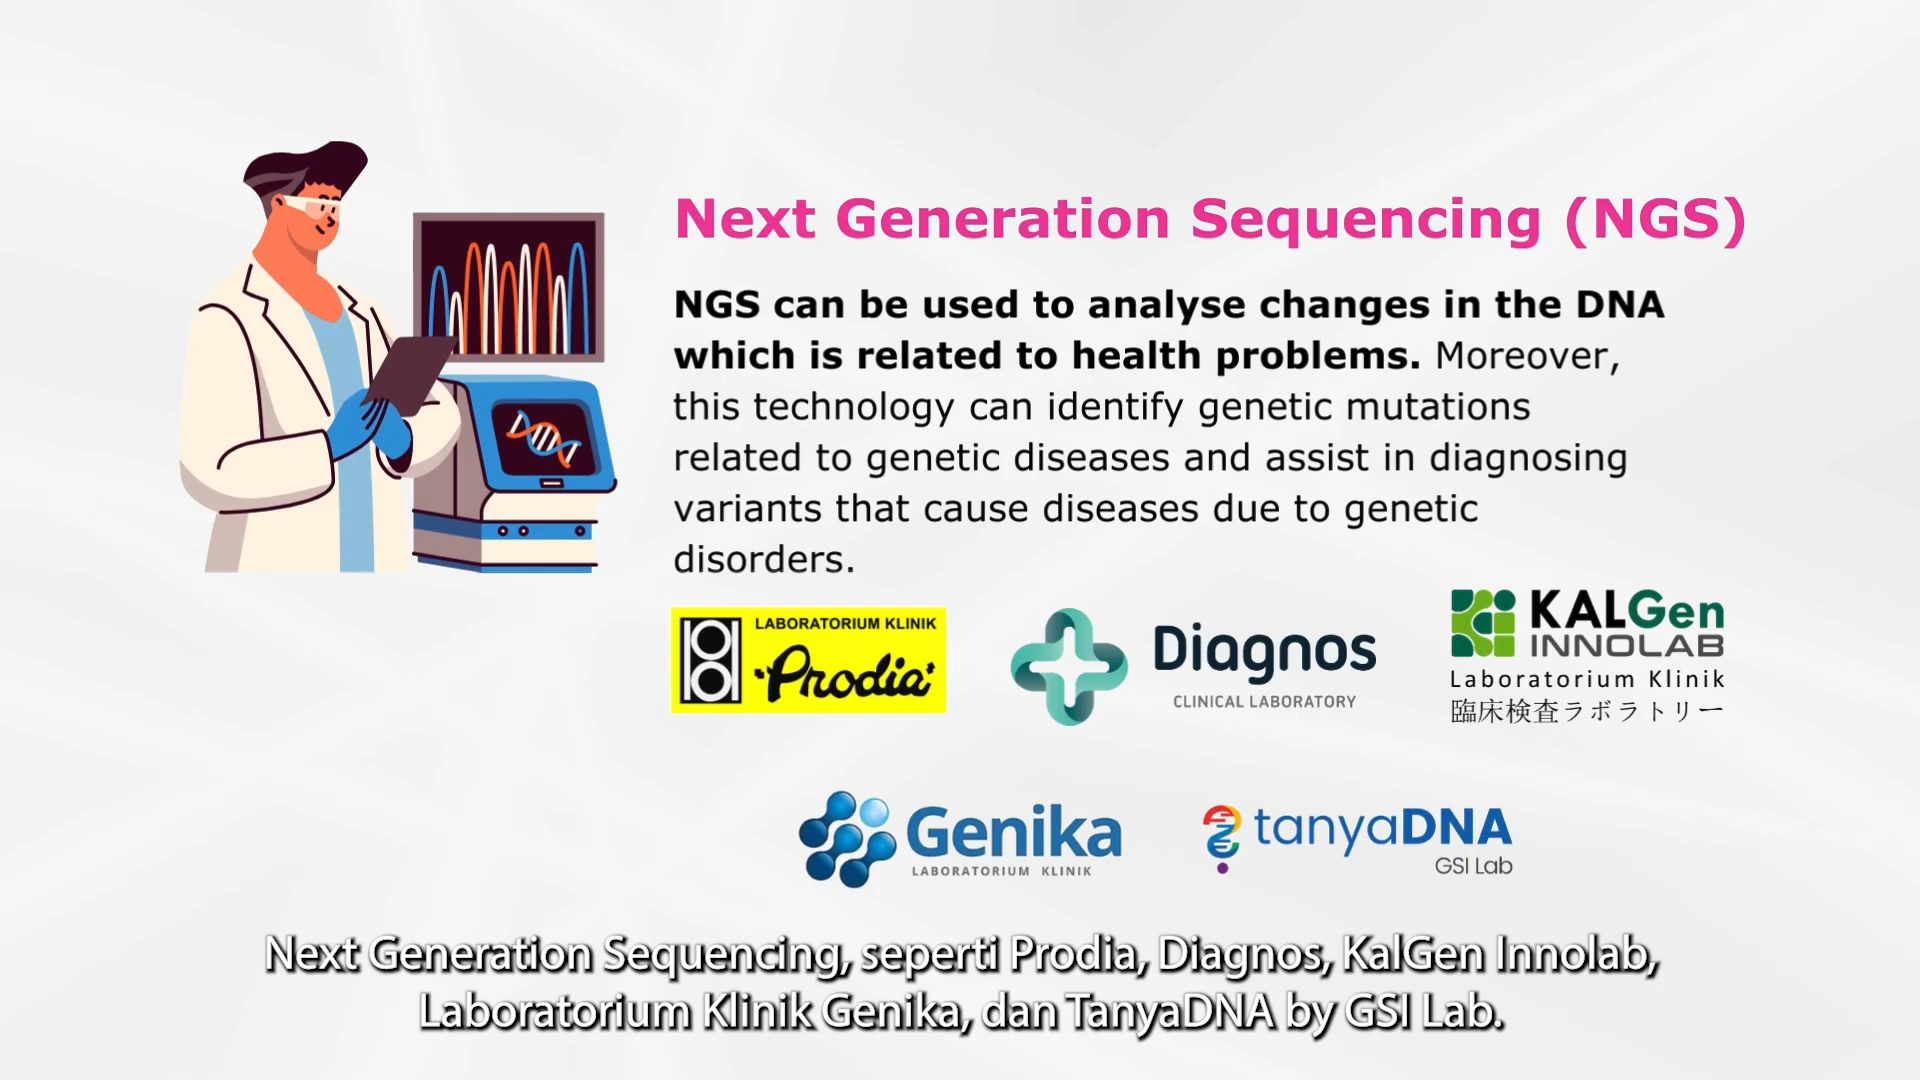 Next Generation Sequencing (NGS)
NGS can be used to analyse changes in the DNA
which is related to health problems. Moreover,
this technology can identify genetic mutations
related to genetic diseases and assist in diagnosing
variants that cause diseases due to genetic
disorders.
LABORATORIUM KLINIK
Prodia
Diagnos
CLINICAL LABORATORY
KALGen
INNOLAB
Laboratorium Klinik
臨床検査ラボラトリー
Genika
LABORATORIUM KLINIK
tanyaDNA
GSI Lab
Next Generation Sequencing, seperti Prodia, Diagnos, KalGen Innolab,
Laboratorium Klinik Genika, dan TanyaDNA by GSI Lab.